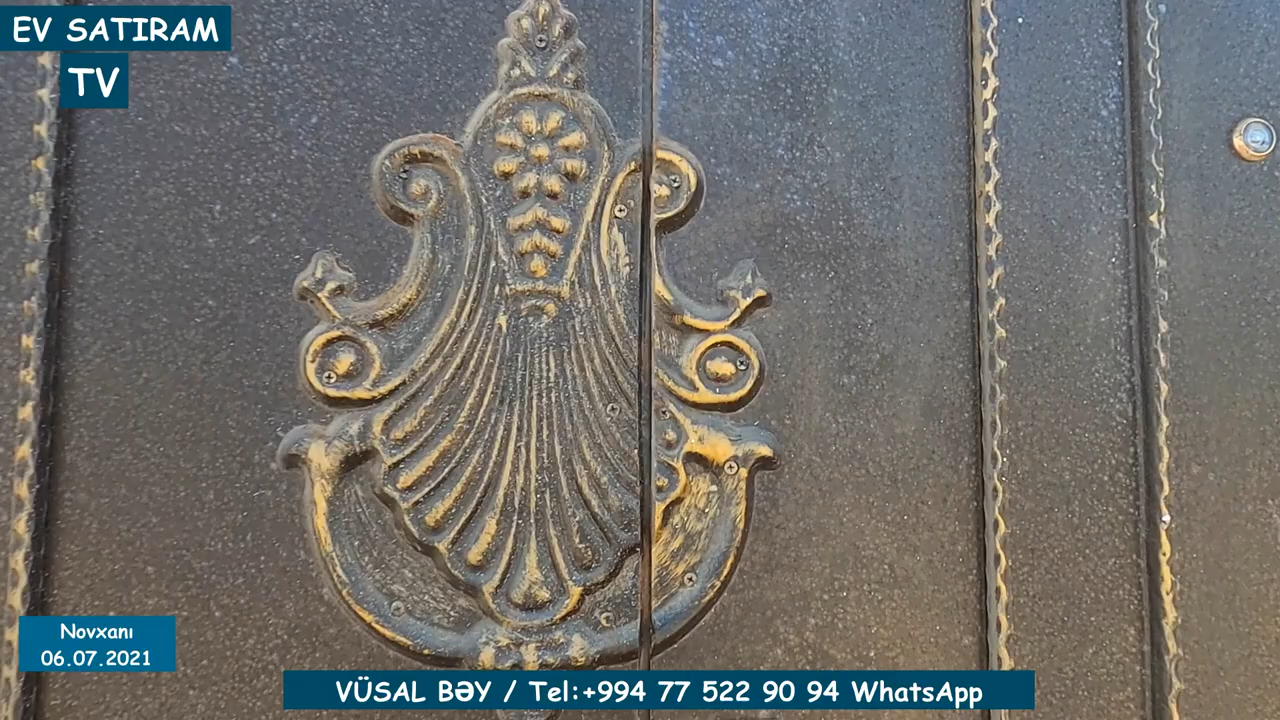 EV SATIRAM
TV
Novxanı
06.07.2021
VÜSAL BƏY / Tel:+994 77 522 90 94 WhatsApp